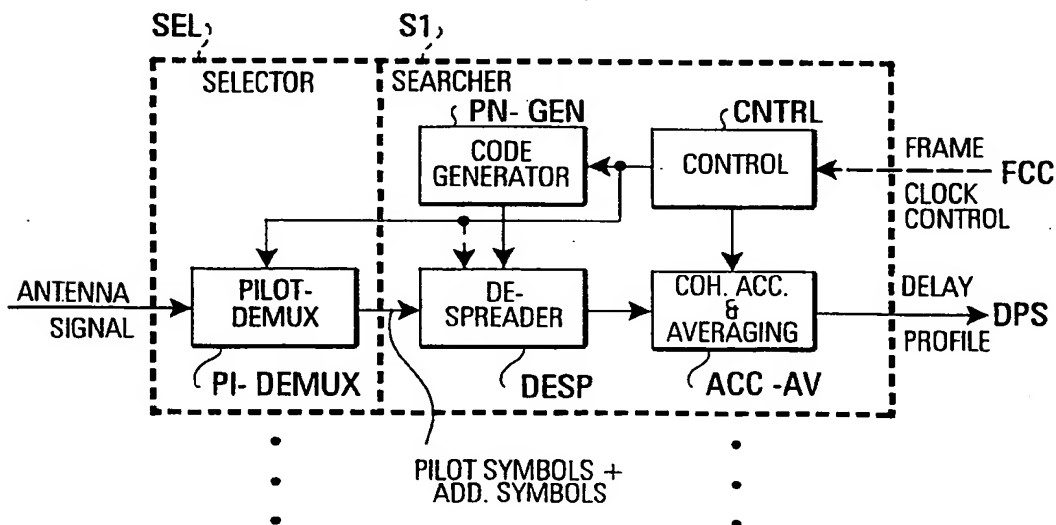 SEL
S1
SELECTOR
SEARCHER
PN- GEN
CNTRL
CODE
GENERATOR
CONTROL
FRAME
FCC
CLOCK
CONTROL
ANTENNA
SIGNAL
PILOT-
DEMUX
DE-
SPREADER
COH. ACC.
&
AVERAGING
DELAY
DPS
PROFILE
PI- DEMUX
DESP
ACC -AV
PILOT SYMBOLS +
ADD. SYMBOLS